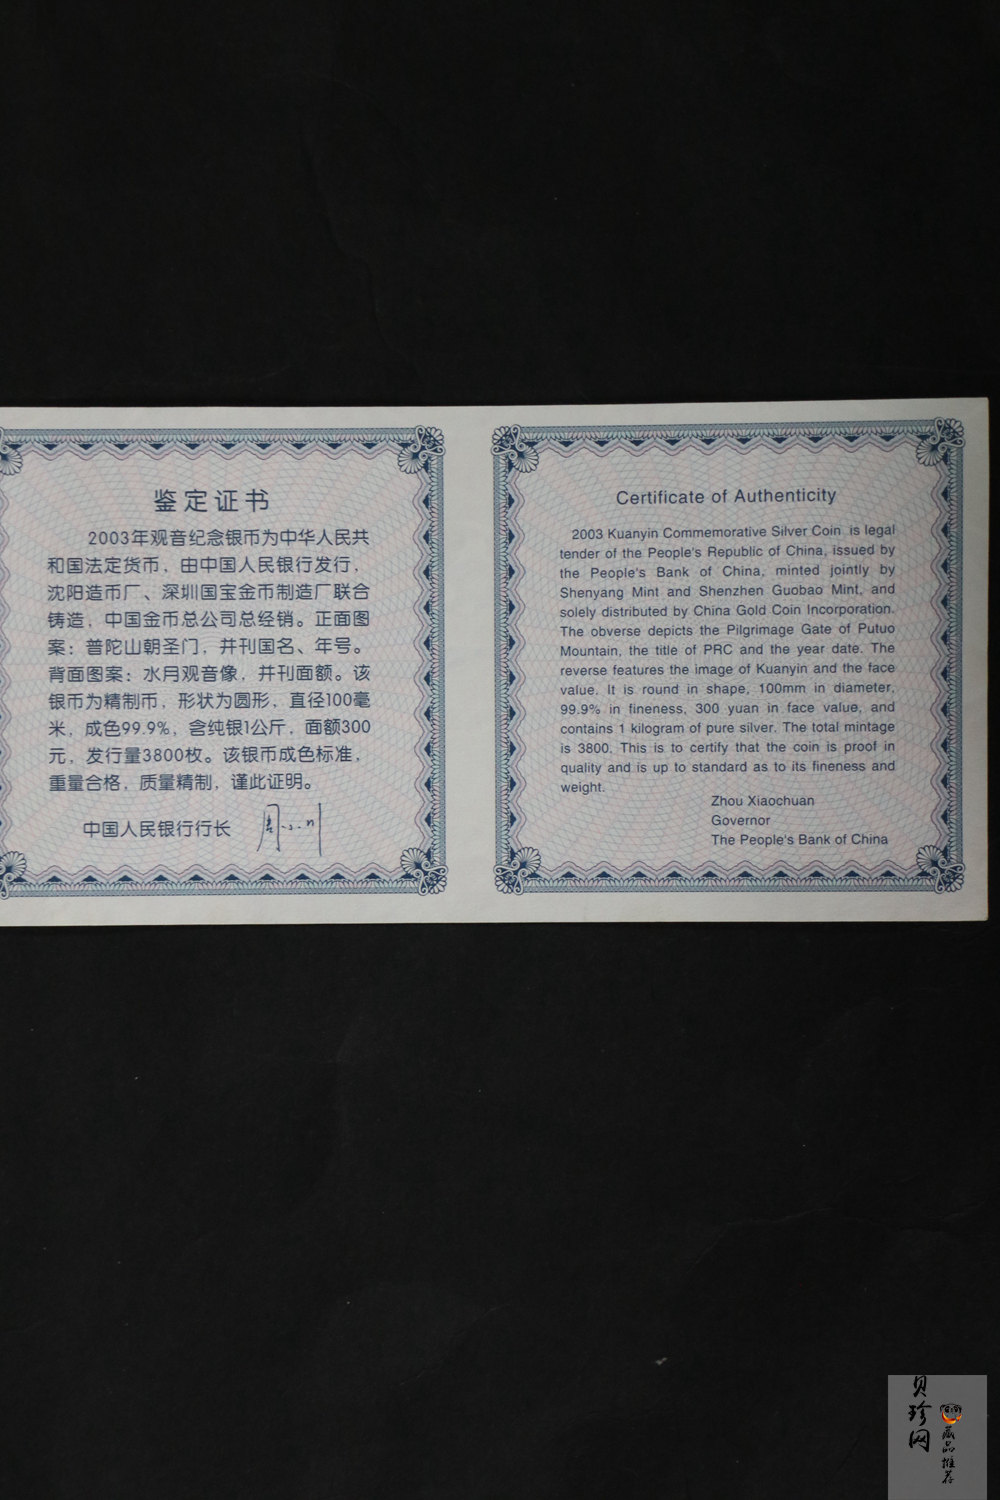 鉴定证书
2003年观音纪念银币为中华人民共
和国法定货币，由中国人民银行发行，
沈阳造币厂、深圳国宝金币制造厂联合
铸造，中国金币总公司总经销。正面图
案：普陀山朝圣门，并刊国名、年号。
背面图案：水月观音像，并刊面额。该
银币为精制币，形状为圆形，直径100毫
米，成色99.9%，含纯银1公斤，面额300
元，发行量3800枚。该银币成色标准，
重量合格，质量精制，谨此证明。
中国人民银行行长 周小川
Certificate of Authenticity
2003 Kuanyin Commemorative Silver Coin is legal
tender of the People's Republic of China, issued by
the People's Bank of China, minted jointly by
Shenyang Mint and Shenzhen Guobao Mint, and
solely distributed by China Gold Coin Incorporation.
The obverse depicts the Pilgrimage Gate of Putuo
Mountain, the title of PRC and the year date. The
reverse features the image of Kuanyin and the face
value. It is round in shape, 100mm in diameter,
99.9% in fineness, 300 yuan in face value, and
contains 1 kilogram of pure silver. The total mintage
is 3800. This is to certify that the coin is proof in
quality and is up to standard as to its fineness and
weight.
Zhou Xiaochuan
Governor
The People's Bank of China
贝珍网
藏品推荐